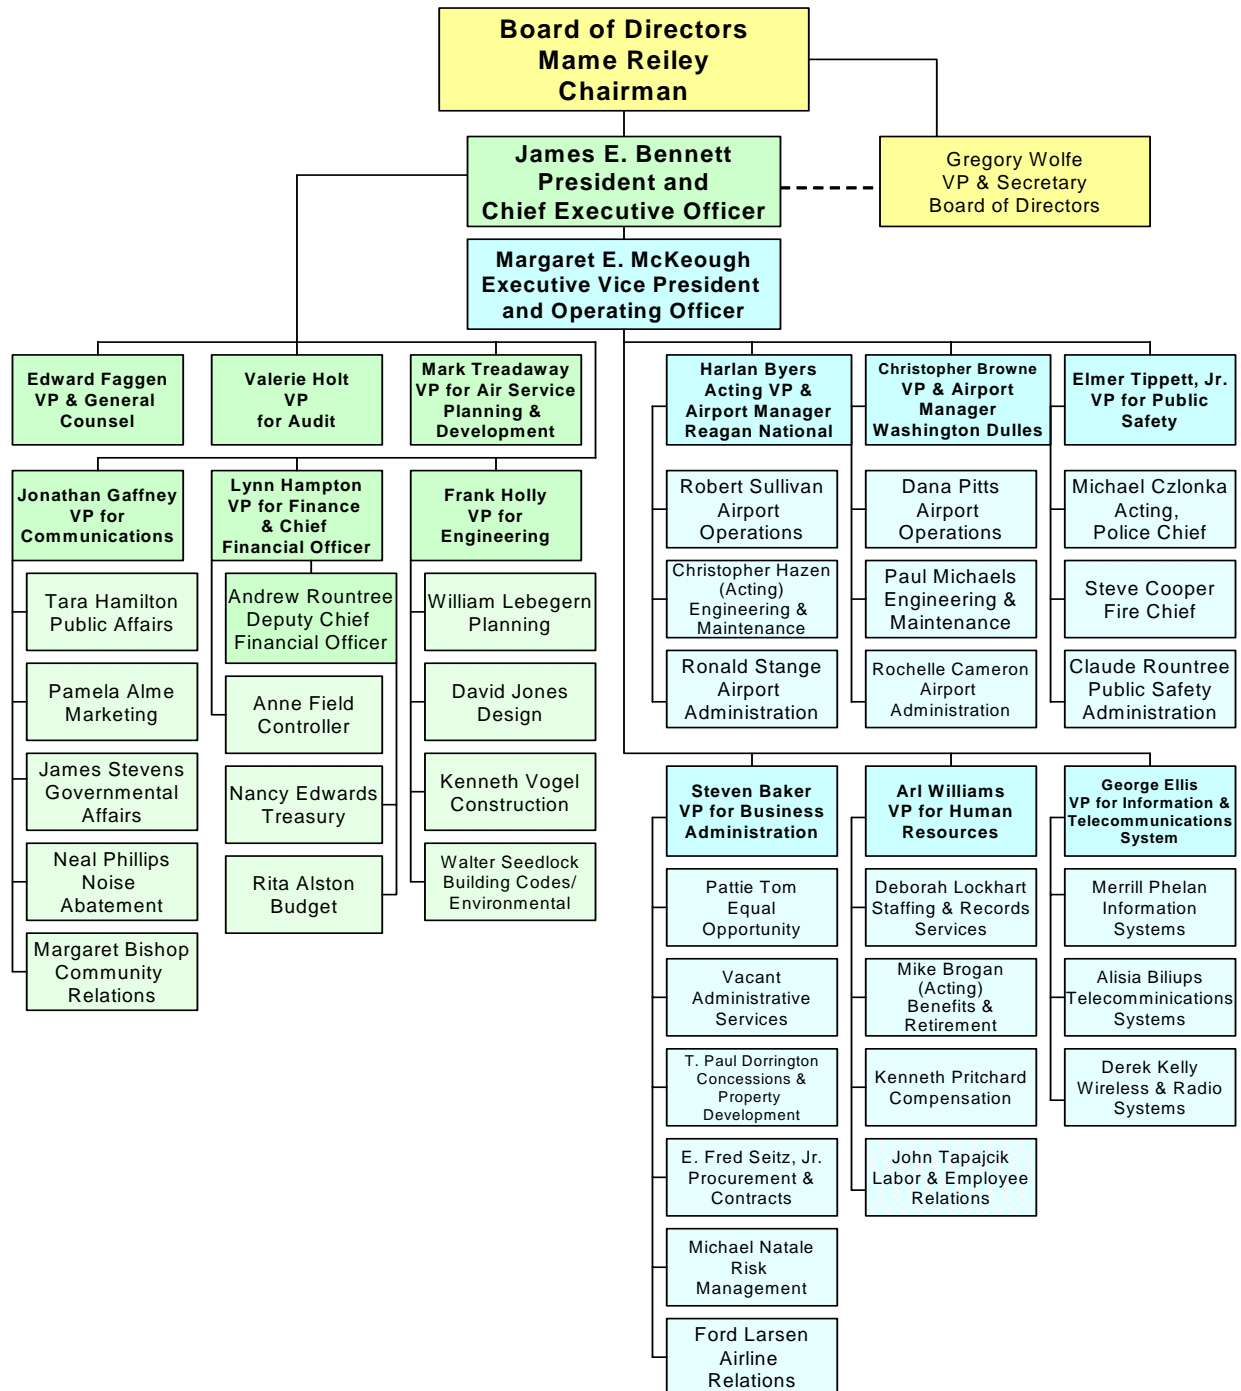 Board of Directors
Mame Reiley
Chairman
James E. Bennett
President and
Chief Executive Officer
Gregory Wolfe
VP & Secretary
Board of Directors
Margaret E. McKeough
Executive Vice President
and Operating Officer
Edward Faggen
VP & General
Counsel
Valerie Holt
VP
for Audit
Mark Treadaway
VP for Air Service
Planning &
Development
Harlan Byers
Acting VP &
Airport Manager
Reagan National
Christopher Browne
VP & Airport
Manager
Washington Dulles
Elmer Tippett, Jr.
VP for Public
Safety
Jonathan Gaffney
VP for
Communications
Lynn Hampton
VP for Finance
& Chief
Financial Officer
Frank Holly
VP for
Engineering
Robert Sullivan
Airport
Operations
Dana Pitts
Airport
Operations
Michael Czlonka
Acting,
Police Chief
Tara Hamilton
Public Affairs
Andrew Rountree
Deputy Chief
Financial Officer
William Lebegern
Planning
Christopher Hazen
(Acting)
Engineering &
Maintenance
Paul Michaels
Engineering &
Maintenance
Steve Cooper
Fire Chief
Pamela Alme
Marketing
Anne Field
Controller
David Jones
Design
Ronald Stange
Airport
Administration
Rochelle Cameron
Airport
Administration
Claude Rountree
Public Safety
Administration
James Stevens
Governmental
Affairs
Nancy Edwards
Treasury
Kenneth Vogel
Construction
Steven Baker
VP for Business
Administration
Arl Williams
VP for Human
Resources
George Ellis
VP for Information &
Telecommunications
System
Neal Phillips
Noise
Abatement
Rita Alston
Budget
Walter Seedlock
Building Codes/
Environmental
Pattie Tom
Equal
Opportunity
Deborah Lockhart
Staffing & Records
Services
Merrill Phelan
Information
Systems
Margaret Bishop
Community
Relations
Vacant
Administrative
Services
Mike Brogan
(Acting)
Benefits &
Retirement
Alisia Biliups
Telecomminications
Systems
T. Paul Dorrington
Concessions &
Property
Development
Kenneth Pritchard
Compensation
Derek Kelly
Wireless & Radio
Systems
E. Fred Seitz, Jr.
Procurement &
Contracts
John Tapajcik
Labor & Employee
Relations
Michael Natale
Risk
Management
Ford Larsen
Airline
Relations